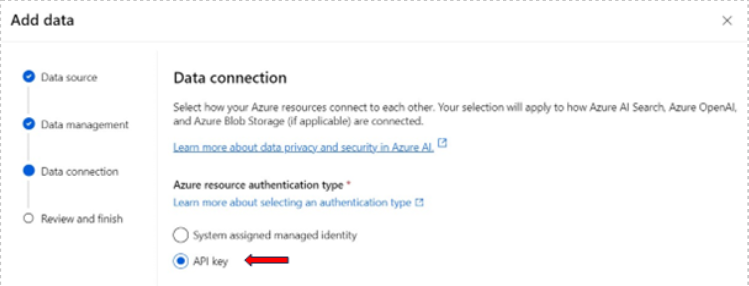 Add data
Data source
Data management
Data connection
Review and finish
Data connection
Select how your Azure resources connect to each other. Your selection will apply to how Azure AI Search, Azure OpenAI,
and Azure Blob Storage (if applicable) are connected.
Learn more about data privacy and security in Azure AI.
Azure resource authentication type *
Learn more about selecting an authentication type
System assigned managed identity
API key